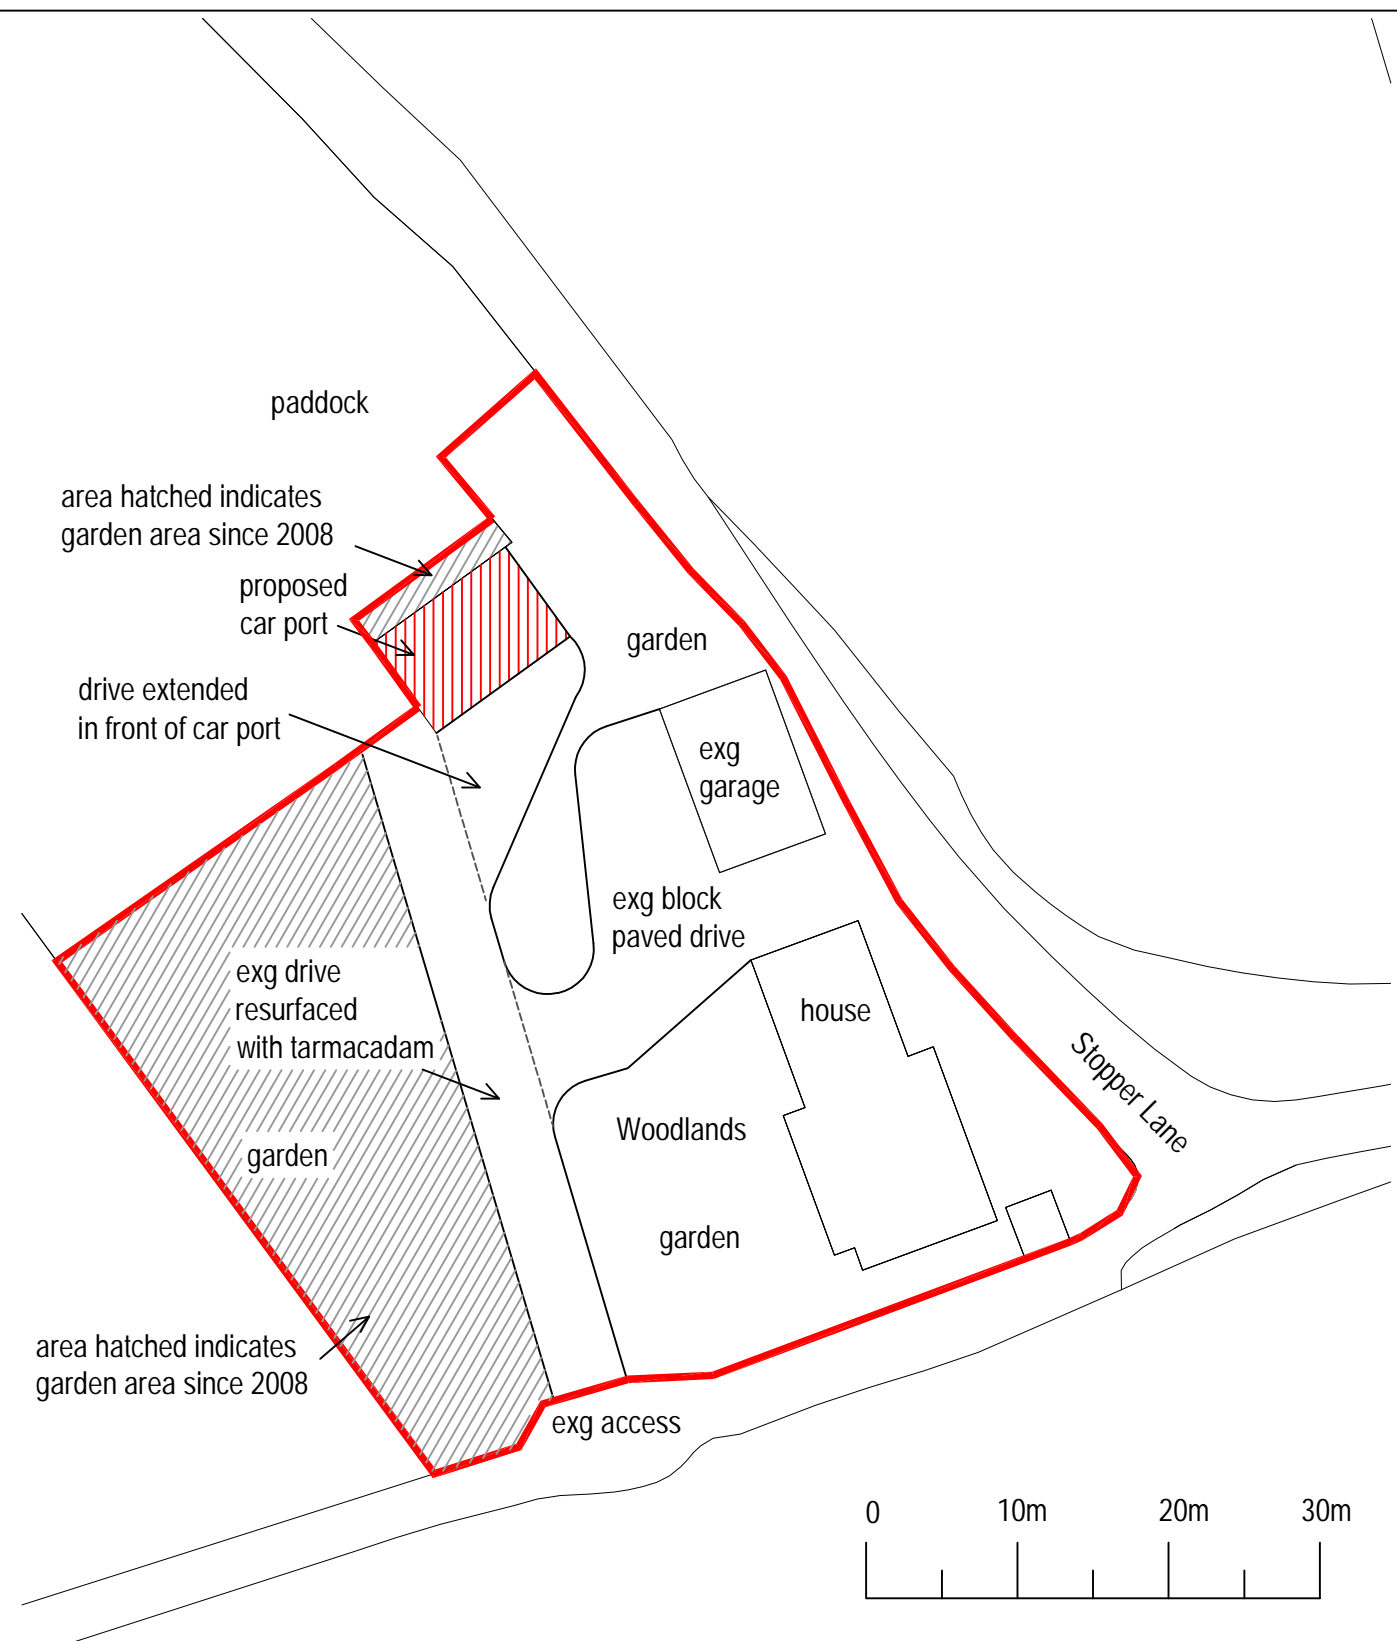 paddock
area hatched indicates
garden area since 2008
proposed
car port
garden
drive extended
in front of car port
exg
garage
exg block
paved drive
exg drive
resurfaced
with tarmacadam
house
Stopper Lane
Woodlands
garden
garden
area hatched indicates
garden area since 2008
exg access
0 10m 20m 30m